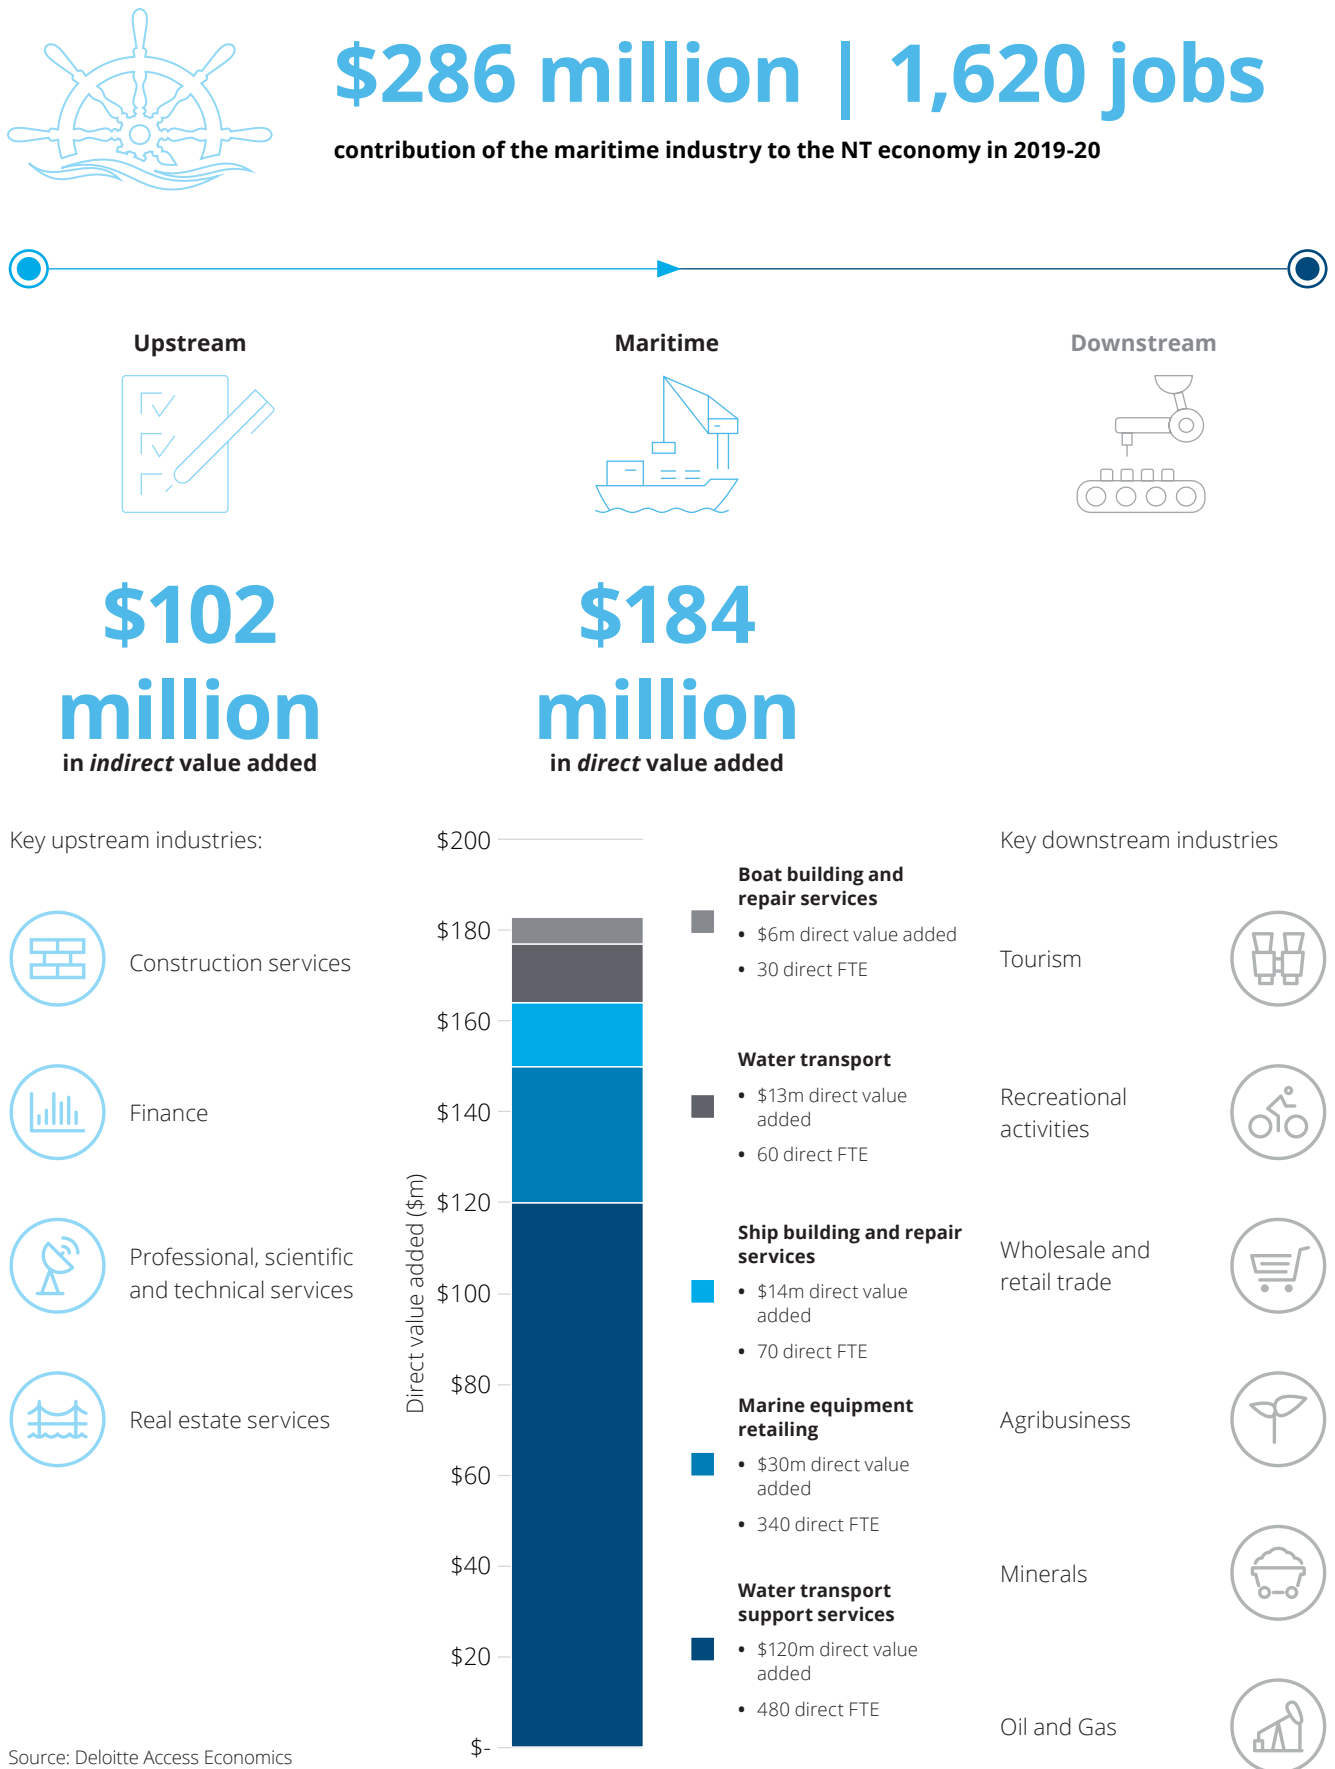 $286 million | 1,620 jobs
contribution of the maritime industry to the NT economy in 2019-20
Upstream
Maritime
Downstream
$102
million
in indirect value added
$184
million
in direct value added
Key upstream industries:
Construction services
Finance
Professional, scientific
and technical services
Real estate services
Direct value added ($m)
$200
$180
$160
$140
$120
$100
$80
$60
$40
$20
$-
Boat building and
repair services
• $6m direct value added
• 30 direct FTE
Water transport
• $13m direct value
added
• 60 direct FTE
Ship building and repair
services
• $14m direct value
added
• 70 direct FTE
Marine equipment
retailing
• $30m direct value
added
• 340 direct FTE
Water transport
support services
• $120m direct value
added
• 480 direct FTE
Key downstream industries
Tourism
Recreational
activities
Wholesale and
retail trade
Agribusiness
Minerals
Oil and Gas
Source: Deloitte Access Economics